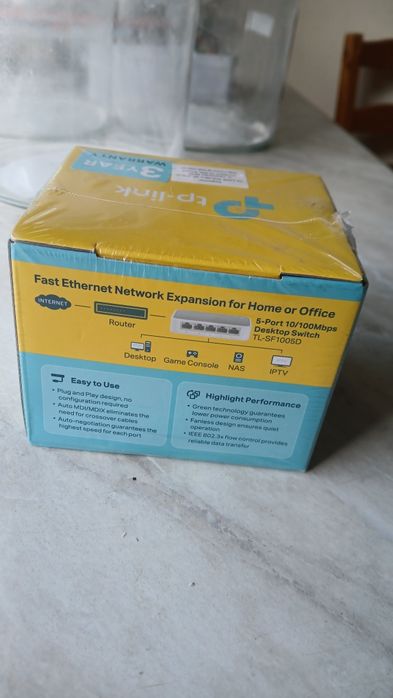 3 YEAR
WARRANTY
tp-link
Fast Ethernet Network Expansion for Home or Office
INTERNET
Router
5-Port 10/100Mbps
Desktop Switch
TL-SF1005D
Desktop
Game Console
NAS
IPTV
Easy to Use
• Plug and Play design, no
configuration required
• Auto MDI/MDIX eliminates the
need for crossover cables
• Auto-negotiation guarantees the
highest speed for each port
Highlight Performance
• Green technology guarantees
lower power consumption
• Fanless design ensures quiet
operation
• IEEE 802.3x flow control provides
reliable data transfer